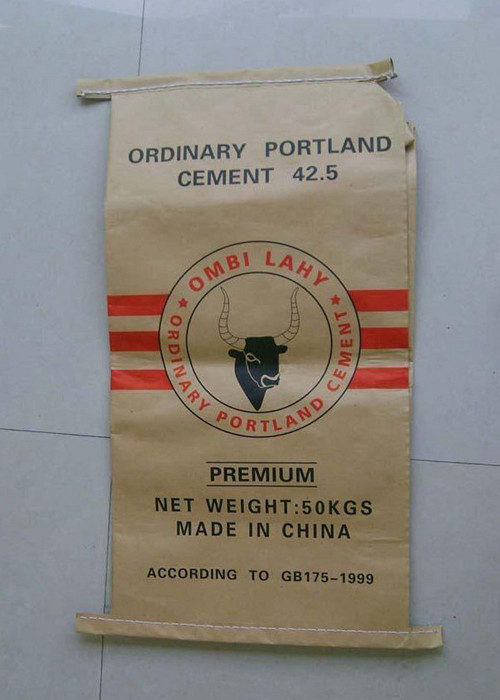 ORDINARY PORTLAND
CEMENT 42.5
OMBI LAHY
ORDINARY PORTLAND CEMENT
PREMIUM
NET WEIGHT:50KGS
MADE IN CHINA
ACCORDING TO GB175-1999